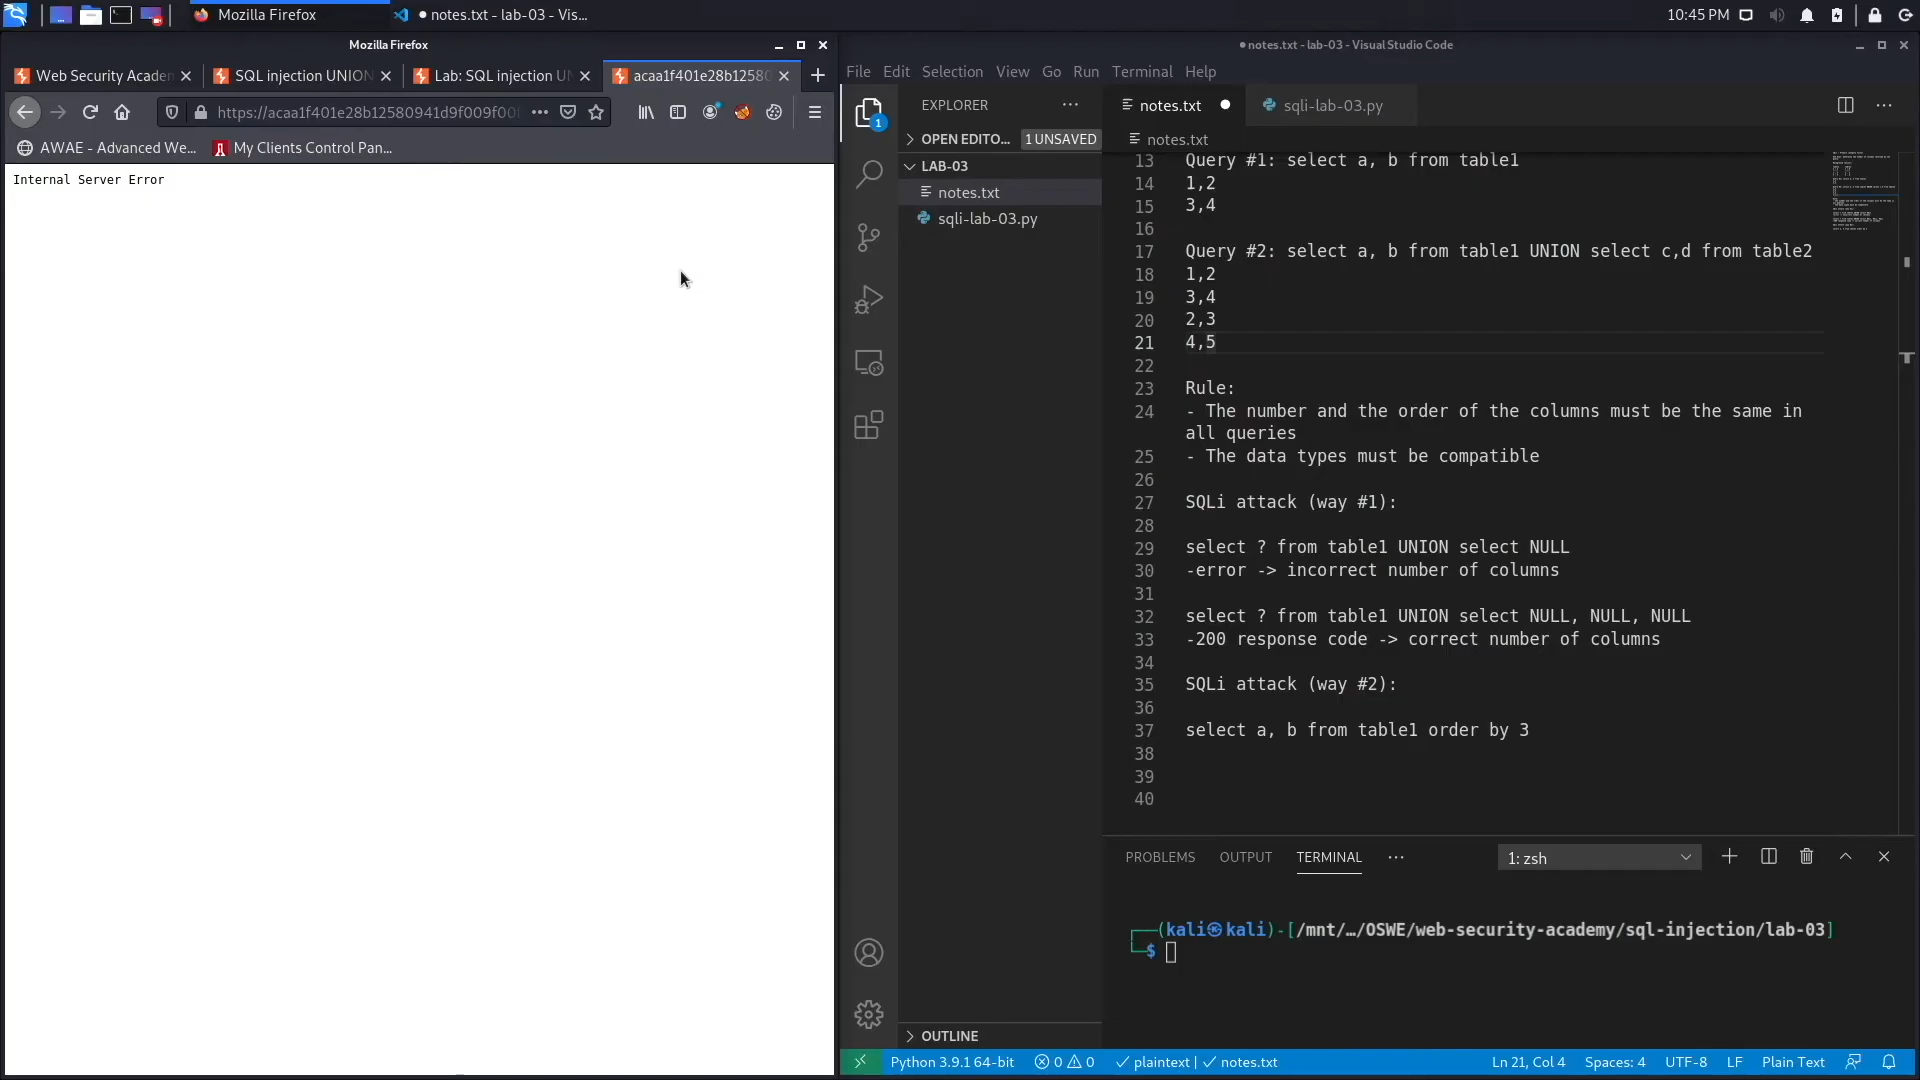 Mozilla Firefox
notes.txt - lab-03 - Vis...
10:45 PM
Mozilla Firefox
Web Security Academ
SQL injection UNION
Lab: SQL injection U
acaa1f401e28b12580
https://acaa1f401e28b12580941d9f009f00
AWAE - Advanced We...
My Clients Control Pan...
Internal Server Error
notes.txt - lab-03 - Visual Studio Code
File Edit Selection View Go Run Terminal Help
EXPLORER
OPEN EDITO... 1 UNSAVED
LAB-03
notes.txt
sqli-lab-03.py
OUTLINE
1
notes.txt
sqli-lab-03.py
notes.txt
13 Query #1: select a, b from table1
14 1,2
15 3,4
16
17 Query #2: select a, b from table1 UNION select c,d from table2
18 1,2
19 3,4
20 2,3
21 4,5
22
23 Rule:
24 - The number and the order of the columns must be the same in
all queries
25 - The data types must be compatible
26
27 SQLi attack (way #1):
28
29 select ? from table1 UNION select NULL
30 -error -> incorrect number of columns
31
32 select ? from table1 UNION select NULL, NULL, NULL
33 -200 response code -> correct number of columns
34
35 SQLi attack (way #2):
36
37 select a, b from table1 order by 3
38
39
40
PROBLEMS OUTPUT TERMINAL
1: zsh
(kali㉿kali)-[/mnt/…/OSWE/web-security-academy/sql-injection/lab-03]
$
Python 3.9.1 64-bit
0
0
plaintext | ✓ notes.txt
Ln 21, Col 4
Spaces: 4
UTF-8
LF
Plain Text